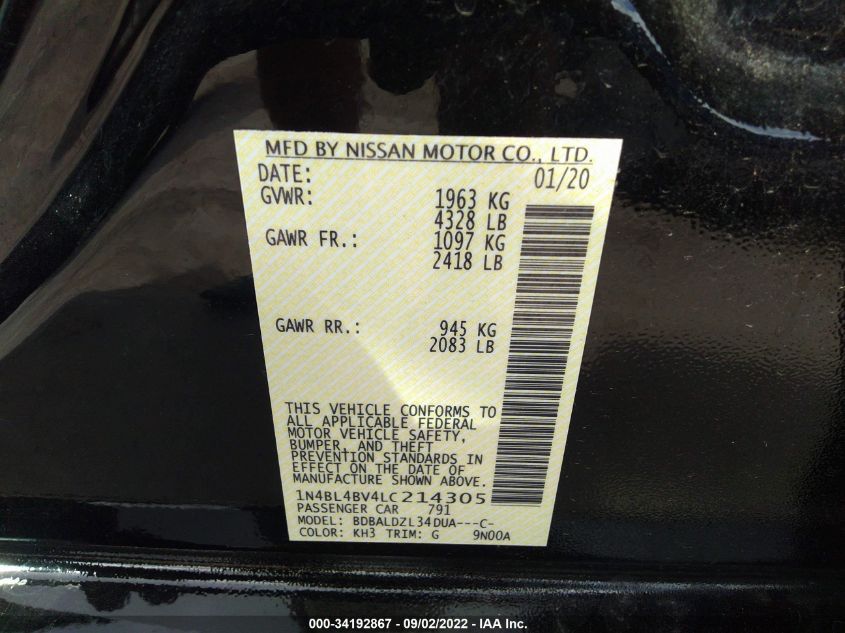 MFD BY NISSAN MOTOR CO., LTD.
DATE: 01/20
GVWR: 1963 KG
4328 LB
GAWR FR.: 1097 KG
2418 LB
GAWR RR.: 945 KG
2083 LB
THIS VEHICLE CONFORMS TO
ALL APPLICABLE FEDERAL
MOTOR VEHICLE SAFETY,
BUMPER, AND THEFT
PREVENTION STANDARDS IN
EFFECT ON THE DATE OF
MANUFACTURE SHOWN ABOVE.
1N4BL4BV4LC214305
PASSENGER CAR 791
MODEL: BDBALDZL34DUA---C-
COLOR: KH3 TRIM: G 9N00A
000-34192867 - 09/02/2022 - IAA Inc.